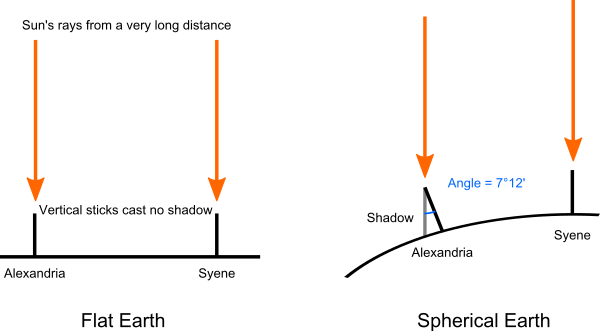 Sun's rays from a very long distance
Vertical sticks cast no shadow
Alexandria
Syene
Flat Earth
Angle = 7°12'
Shadow
Alexandria
Syene
Spherical Earth